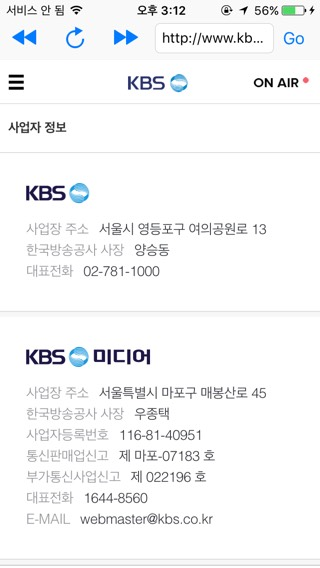 서비스 안 됨 오후 3:12 56%
http://www.kb... Go
KBS ON AIR
사업자 정보
KBS
사업장 주소 서울시 영등포구 여의공원로 13
한국방송공사 사장 양승동
대표전화 02-781-1000
KBS 미디어
사업장 주소 서울특별시 마포구 매봉산로 45
한국방송공사 사장 우종택
사업자등록번호 116-81-40951
통신판매업신고 제 마포-07183 호
부가통신사업신고 제 022196 호
대표전화 1644-8560
E-MAIL webmaster@kbs.co.kr